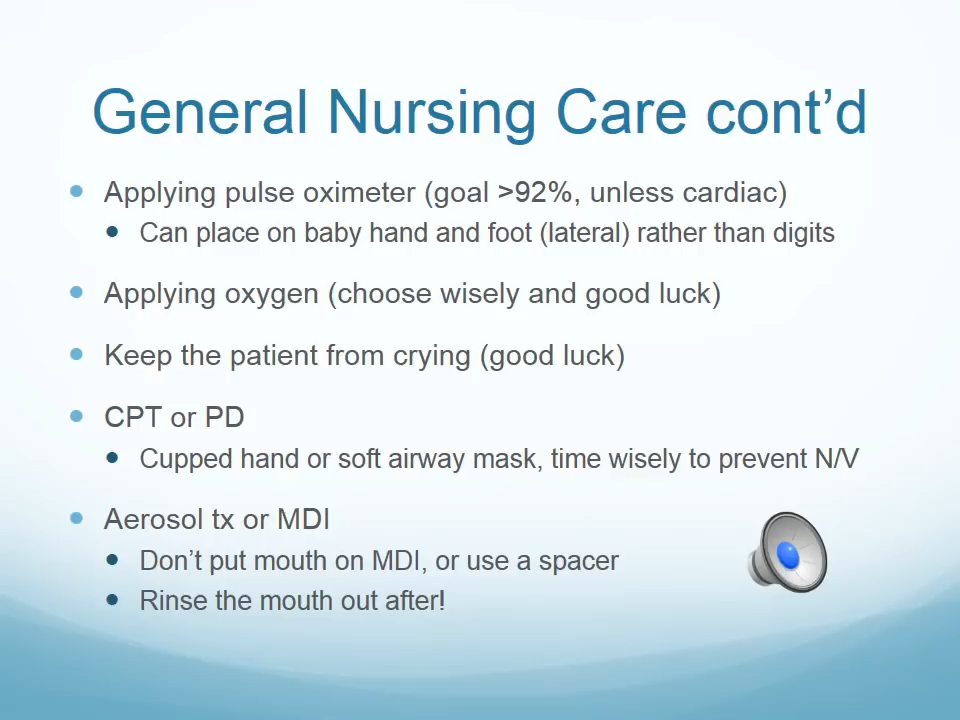 General Nursing Care cont’d
Applying pulse oximeter (goal >92%, unless cardiac)
Can place on baby hand and foot (lateral) rather than digits
Applying oxygen (choose wisely and good luck)
Keep the patient from crying (good luck)
CPT or PD
Cupped hand or soft airway mask, time wisely to prevent N/V
Aerosol tx or MDI
Don’t put mouth on MDI, or use a spacer
Rinse the mouth out after!